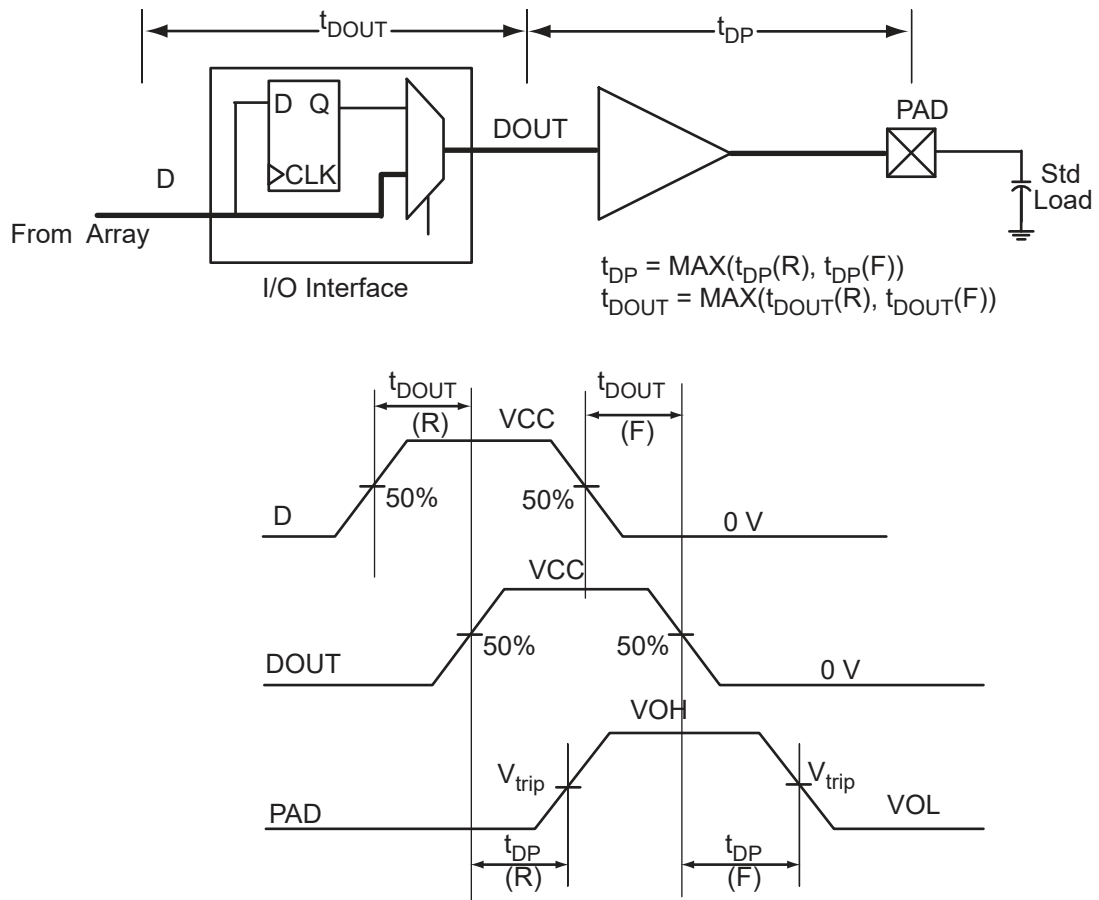 tDOUT
tDP
PAD
D Q
DOUT
CLK
D
Std
Load
From Array
I/O Interface
tDP = MAX(tDP(R), tDP(F))
tDOUT = MAX(tDOUT(R), tDOUT(F))
tDOUT
(R)
tDOUT
(F)
VCC
50%
50%
D
0 V
VCC
50%
50%
DOUT
0 V
VOH
Vtrip
Vtrip
PAD
VOL
tDP
(R)
tDP
(F)